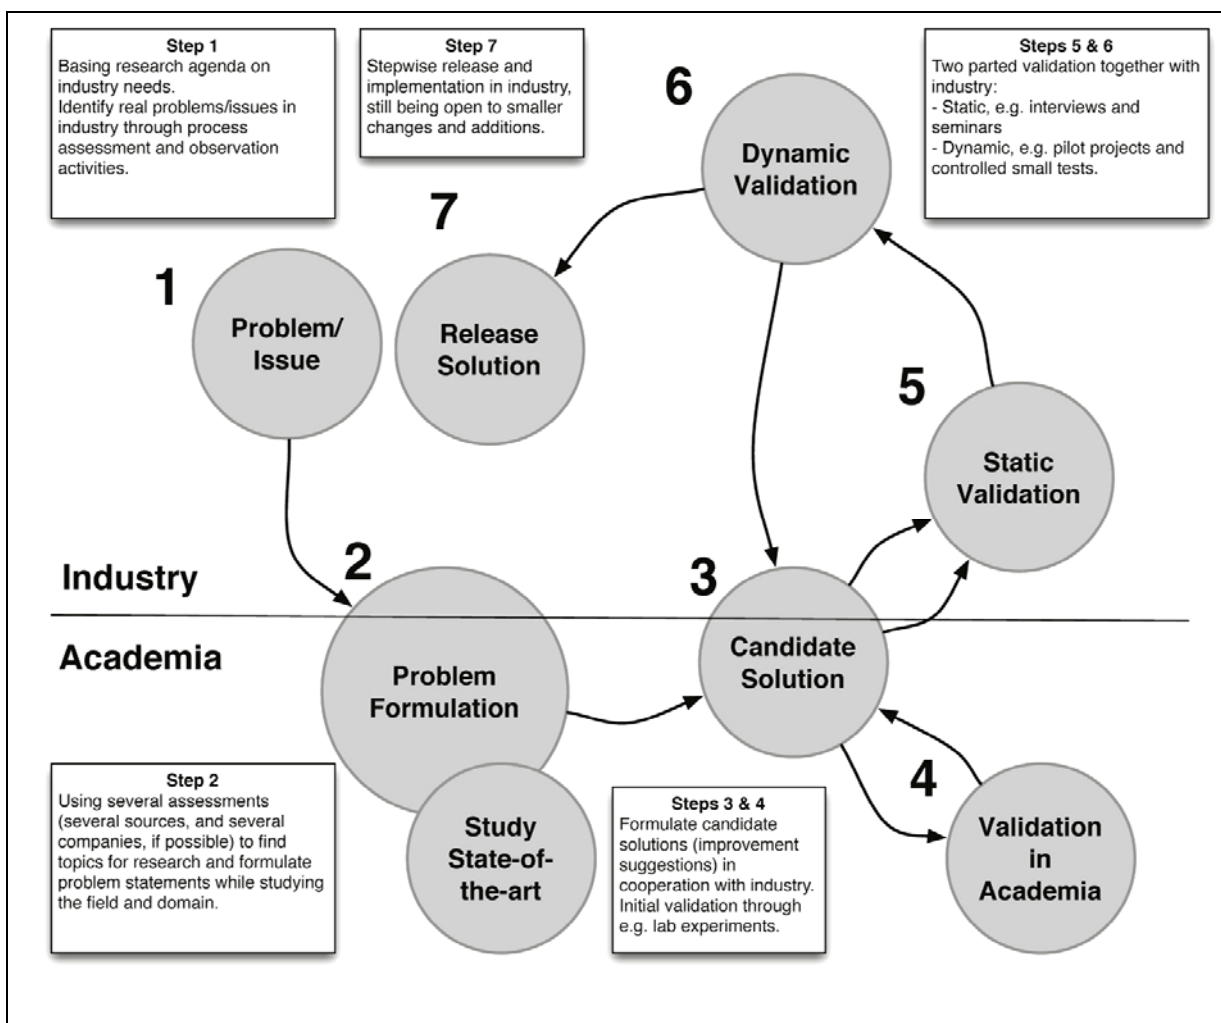 Step 1
Basing research agenda on
industry needs.
Identify real problems/issues in
industry through process
assessment and observation
activities.
Step 7
Stepwise release and
implementation in industry,
still being open to smaller
changes and additions.
Steps 5 & 6
Two parted validation together with
industry:
- Static, e.g. interviews and
seminars
- Dynamic, e.g. pilot projects and
controlled small tests.
6
Dynamic
Validation
7
Release
Solution
1
Problem/
Issue
5
Static
Validation
Industry
Academia
2
Problem
Formulation
3
Candidate
Solution
4
Validation
in
Academia
Study
State-of-
the-art
Step 2
Using several assessments
(several sources, and several
companies, if possible) to find
topics for research and formulate
problem statements while studying
the field and domain.
Steps 3 & 4
Formulate candidate
solutions (improvement
suggestions) in
cooperation with industry.
Initial validation through
e.g. lab experiments.